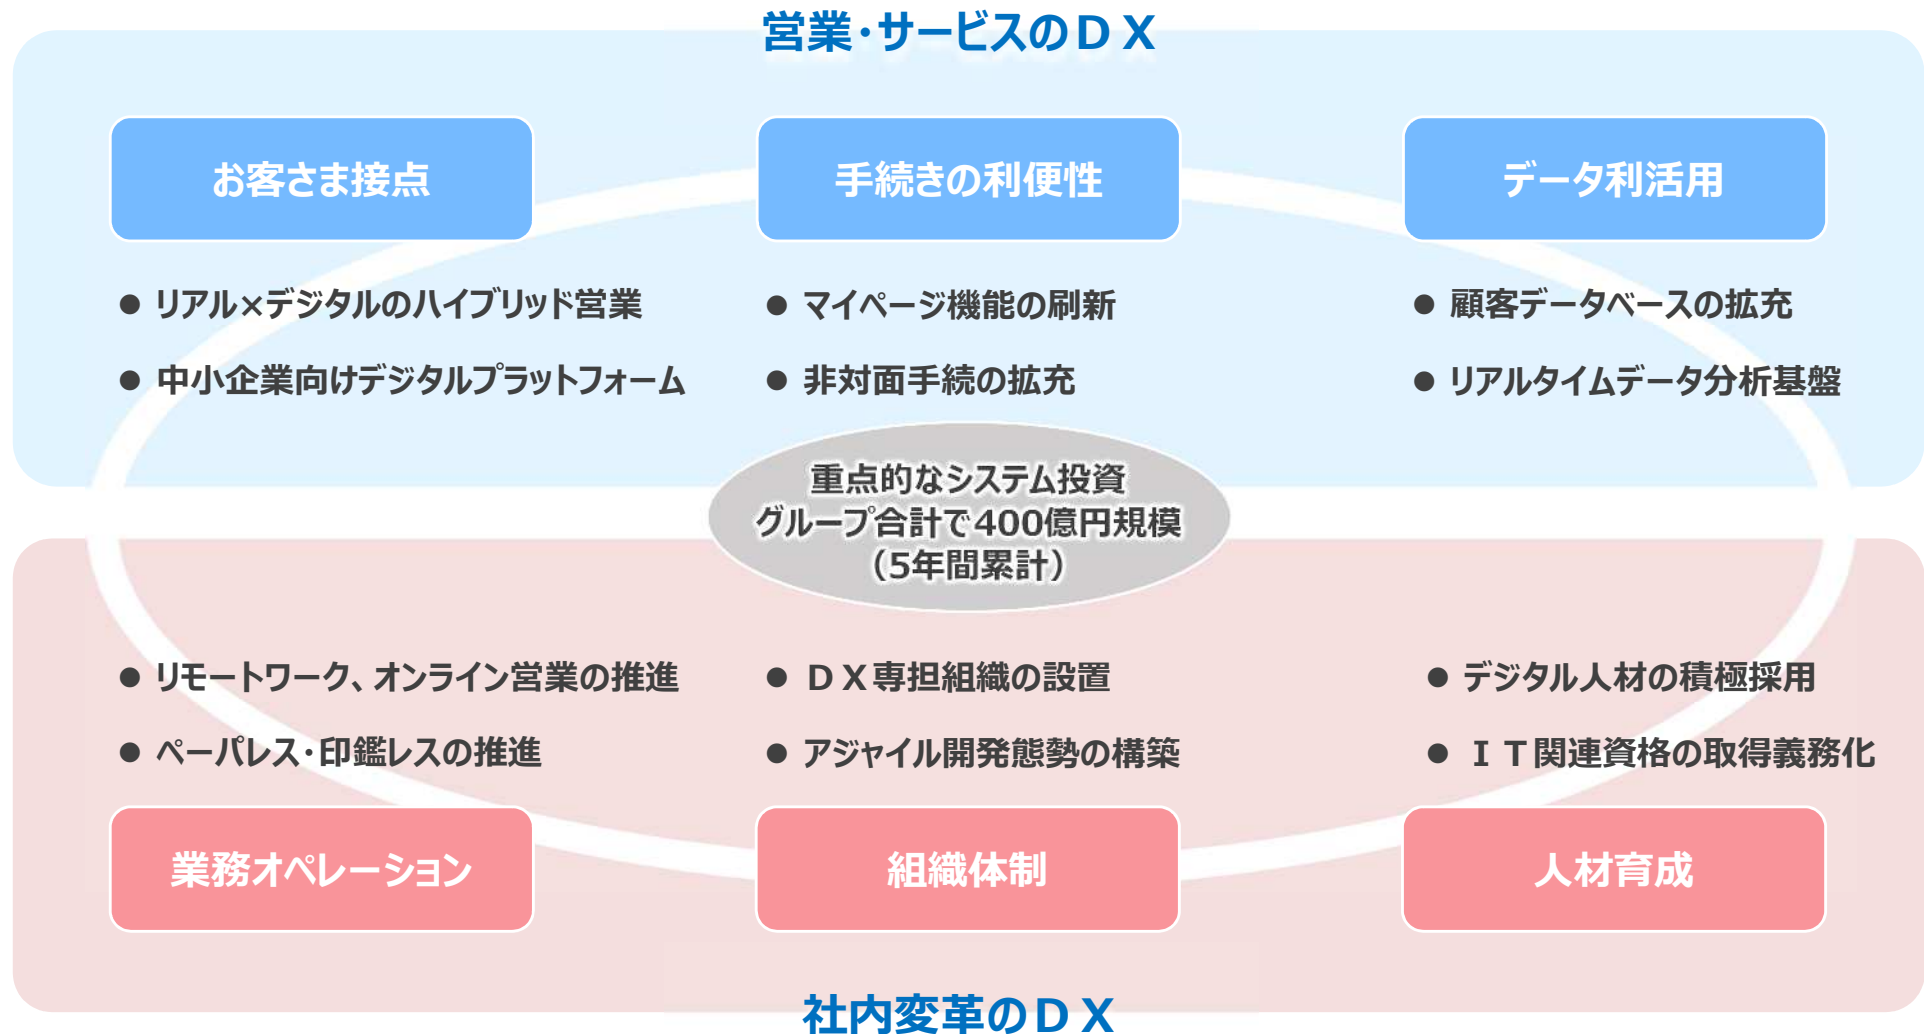 営業・サービスのＤＸ
お客さま接点
手続きの利便性
データ利活用
● リアル×デジタルのハイブリッド営業
● 中小企業向けデジタルプラットフォーム
● マイページ機能の刷新
● 非対面手続の拡充
● 顧客データベースの拡充
● リアルタイムデータ分析基盤
重点的なシステム投資
グループ合計で400億円規模
（5年間累計）
● リモートワーク、オンライン営業の推進
● ペーパレス・印鑑レスの推進
● ＤＸ専担組織の設置
● アジャイル開発態勢の構築
● デジタル人材の積極採用
● ＩＴ関連資格の取得義務化
業務オペレーション
組織体制
人材育成
社内変革のＤＸ